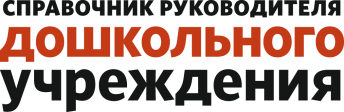 СПРАВОЧНИК РУКОВОДИТЕЛЯ
ДОШКОЛЬНОГО
учреждения